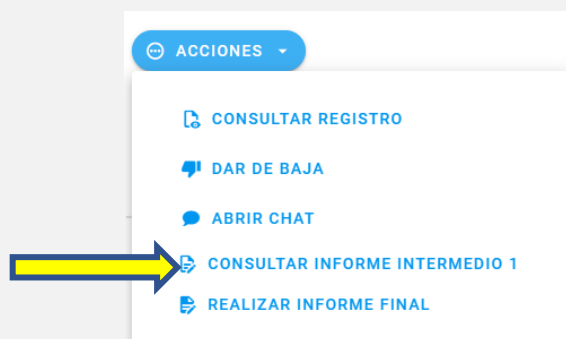 ACCIONES
CONSULTAR REGISTRO
DAR DE BAJA
ABRIR CHAT
CONSULTAR INFORME INTERMEDIO 1
REALIZAR INFORME FINAL